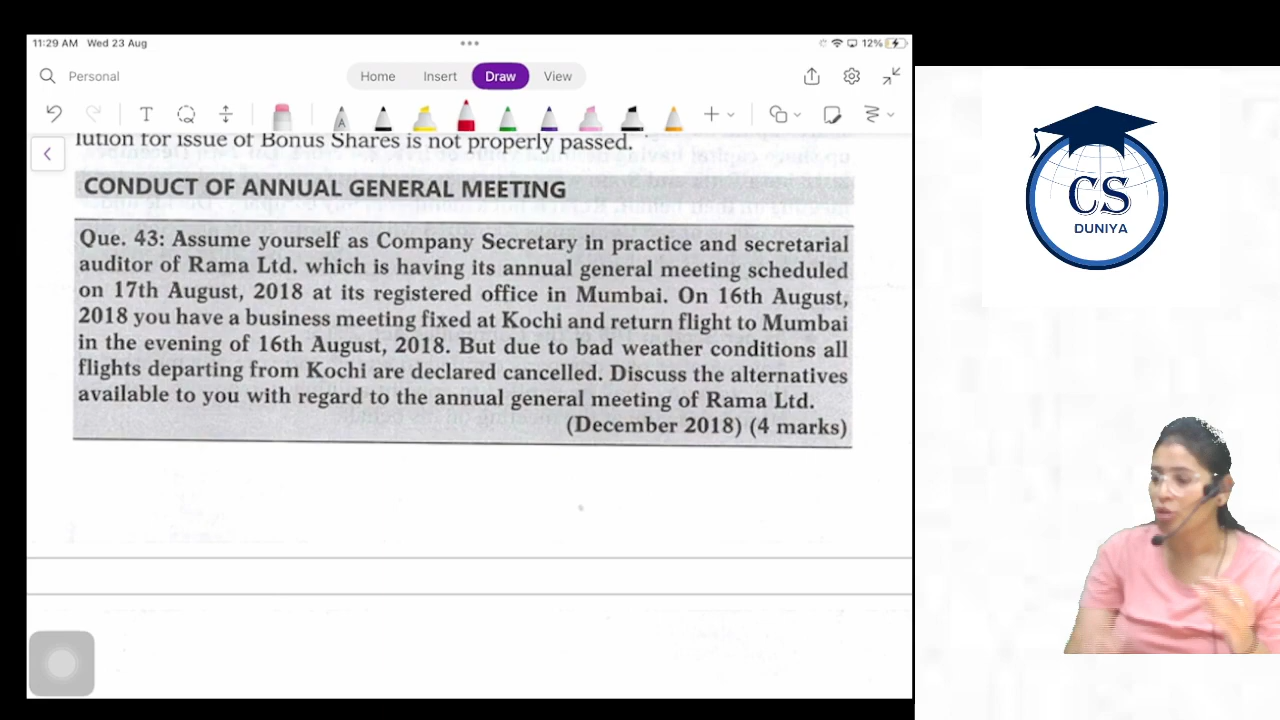 11:29 AM Wed 23 Aug
12%
Personal
Home Insert Draw View
T
A
lution for issue of Bonus Shares is not properly passed.
CONDUCT OF ANNUAL GENERAL MEETING
Que. 43: Assume yourself as Company Secretary in practice and secretarial
auditor of Rama Ltd. which is having its annual general meeting scheduled
on 17th August, 2018 at its registered office in Mumbai. On 16th August,
2018 you have a business meeting fixed at Kochi and return flight to Mumbai
in the evening of 16th August, 2018. But due to bad weather conditions all
flights departing from Kochi are declared cancelled. Discuss the alternatives
available to you with regard to the annual general meeting of Rama Ltd.
(December 2018) (4 marks)
CS
DUNIYA